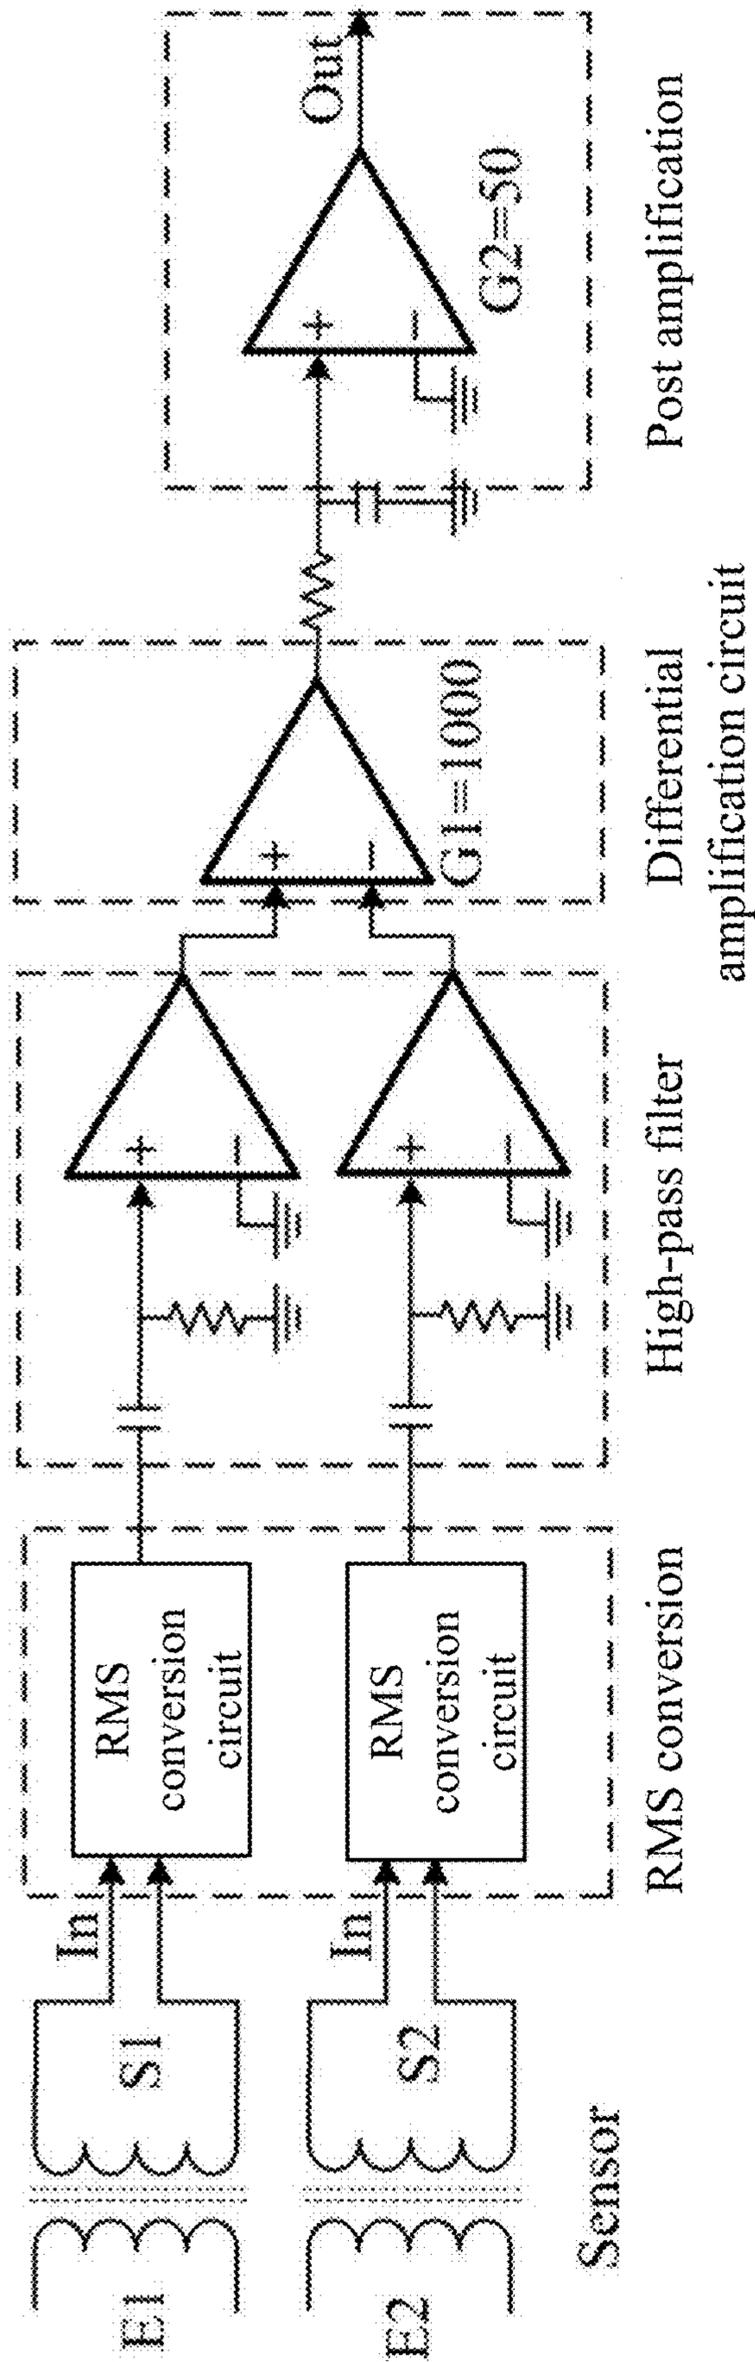 E1
S1
In
RMS
conversion
circuit
+
−
E2
S2
In
RMS
conversion
circuit
+
−
+
−
G1=1000
+
−
G2=50
Out
Sensor
RMS conversion
High-pass filter
Differential
amplification circuit
Post amplification